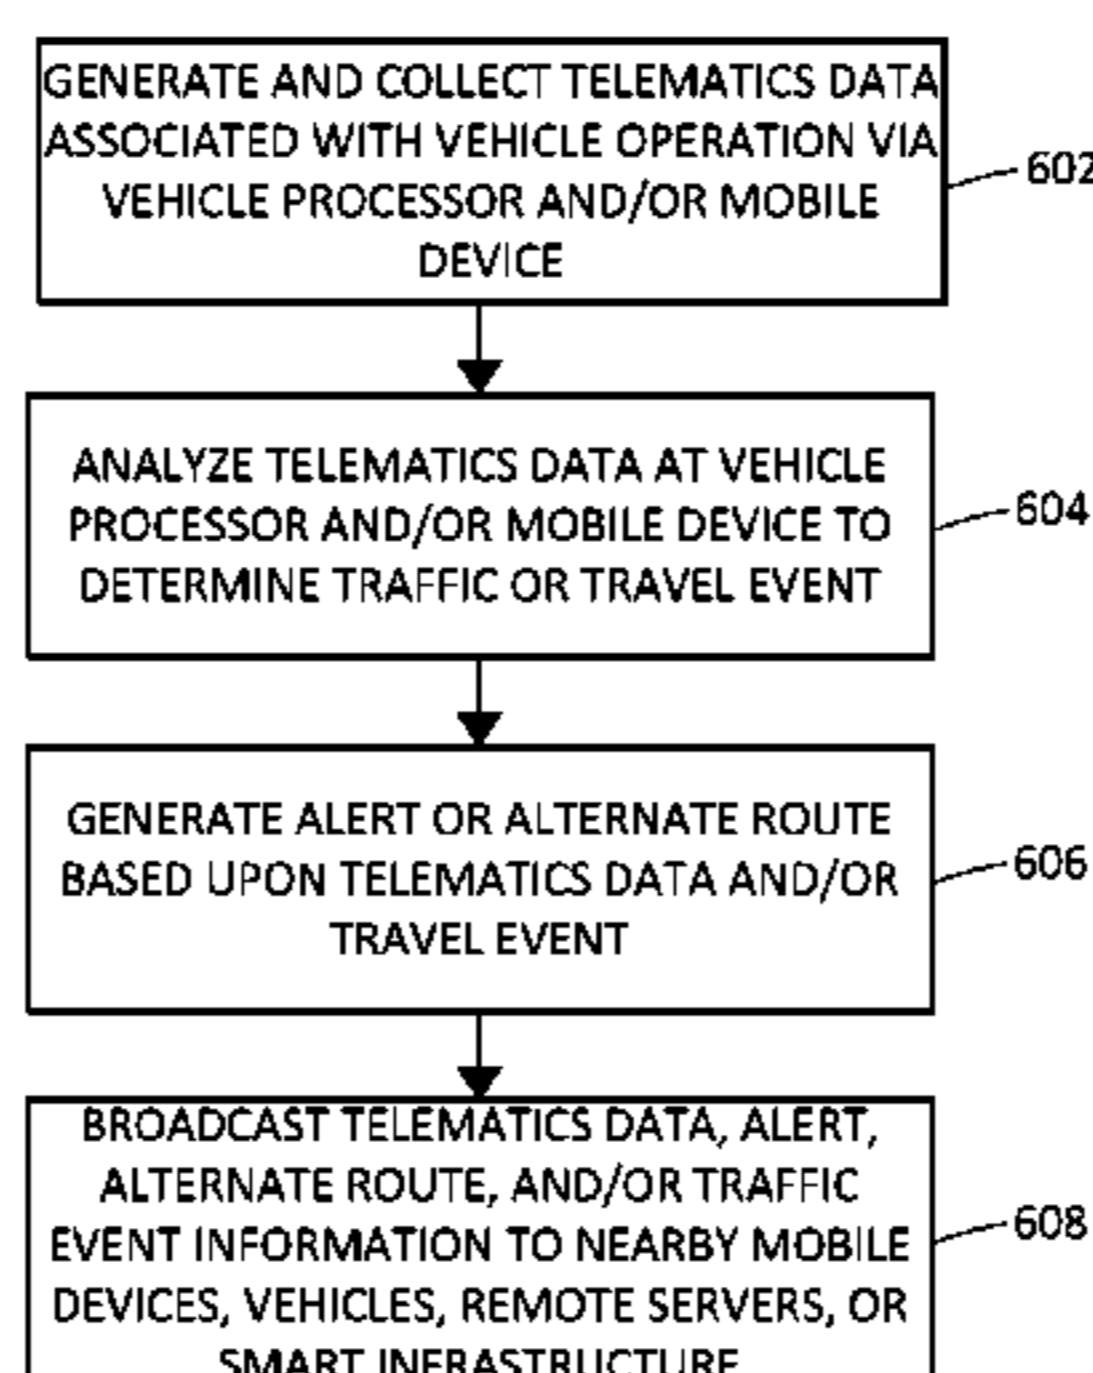 GENERATE AND COLLECT TELEMATICS DATA
ASSOCIATED WITH VEHICLE OPERATION VIA
VEHICLE PROCESSOR AND/OR MOBILE
DEVICE
602
ANALYZE TELEMATICS DATA AT VEHICLE
PROCESSOR AND/OR MOBILE DEVICE TO
DETERMINE TRAFFIC OR TRAVEL EVENT
604
GENERATE ALERT OR ALTERNATE ROUTE
BASED UPON TELEMATICS DATA AND/OR
TRAVEL EVENT
606
BROADCAST TELEMATICS DATA, ALERT,
ALTERNATE ROUTE, AND/OR TRAFFIC
EVENT INFORMATION TO NEARBY MOBILE
DEVICES, VEHICLES, REMOTE SERVERS, OR
SMART INFRASTRUCTURE
608